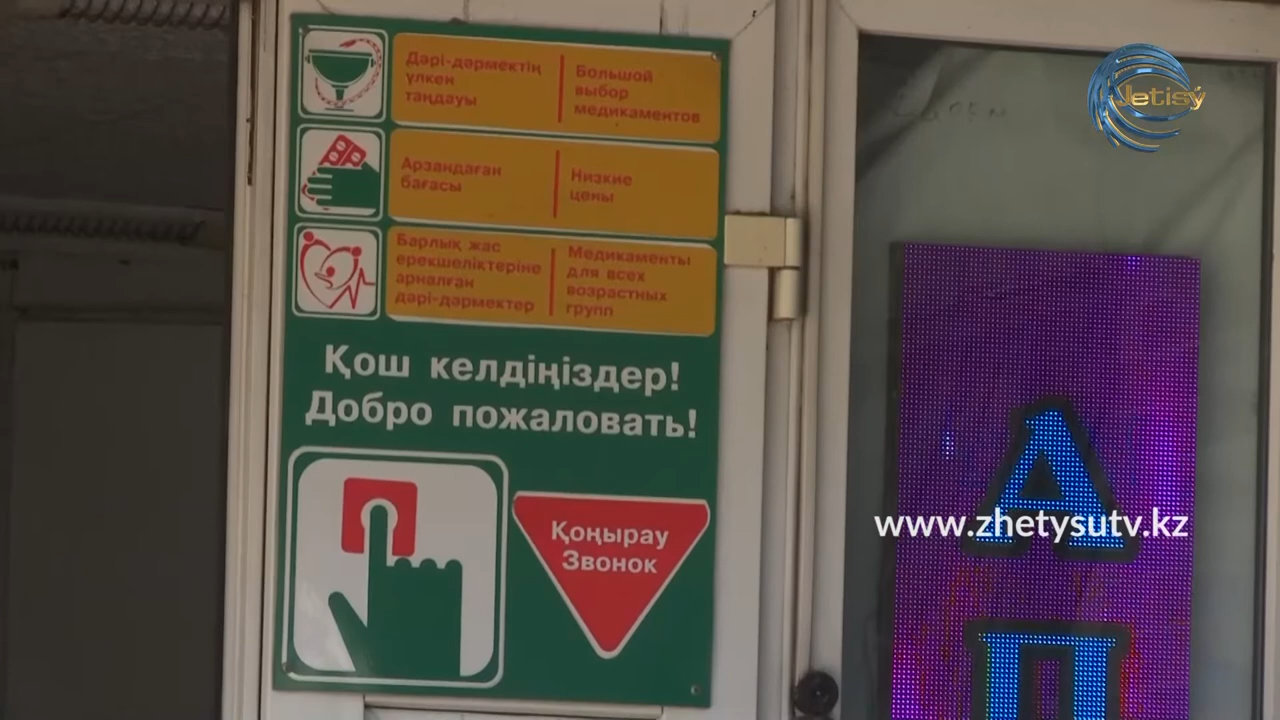 Jetisý
Дәрі-дәрмектің
үлкен
таңдауы
Большой
выбор
медикаментов
Арзандаған
бағасы
Низкие
цены
Барлық жас
ерекшеліктеріне
арналған
дәрі-дәрмектер
Медикаменты
для всех
возрастных
групп
Қош келдіңіздер!
Добро пожаловать!
Қоңырау
Звонок
А
П
www.zhetysutv.kz